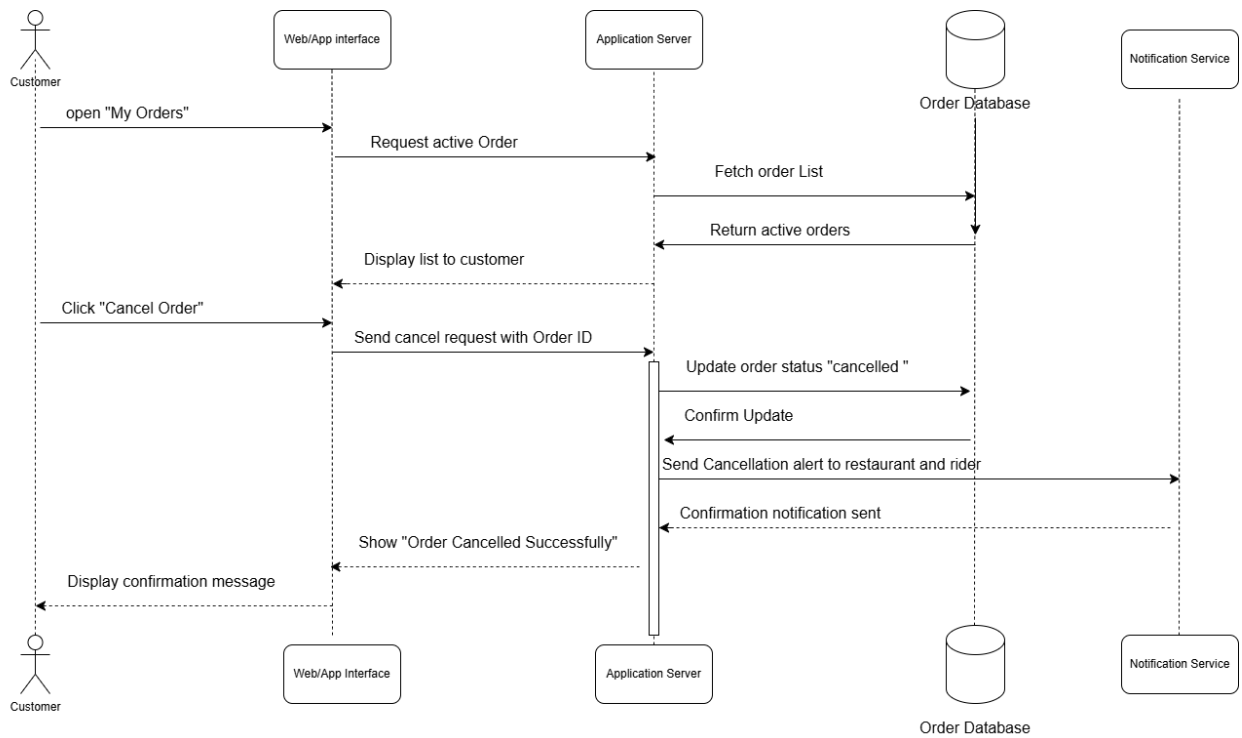 Web/App interface
Application Server
Notification Service
Customer
Order Database
open "My Orders"
Request active Order
Fetch order List
Return active orders
Display list to customer
Click "Cancel Order"
Send cancel request with Order ID
Update order status "cancelled "
Confirm Update
Send Cancellation alert to restaurant and rider
Confirmation notification sent
Show "Order Cancelled Successfully"
Display confirmation message
Web/App Interface
Application Server
Notification Service
Customer
Order Database